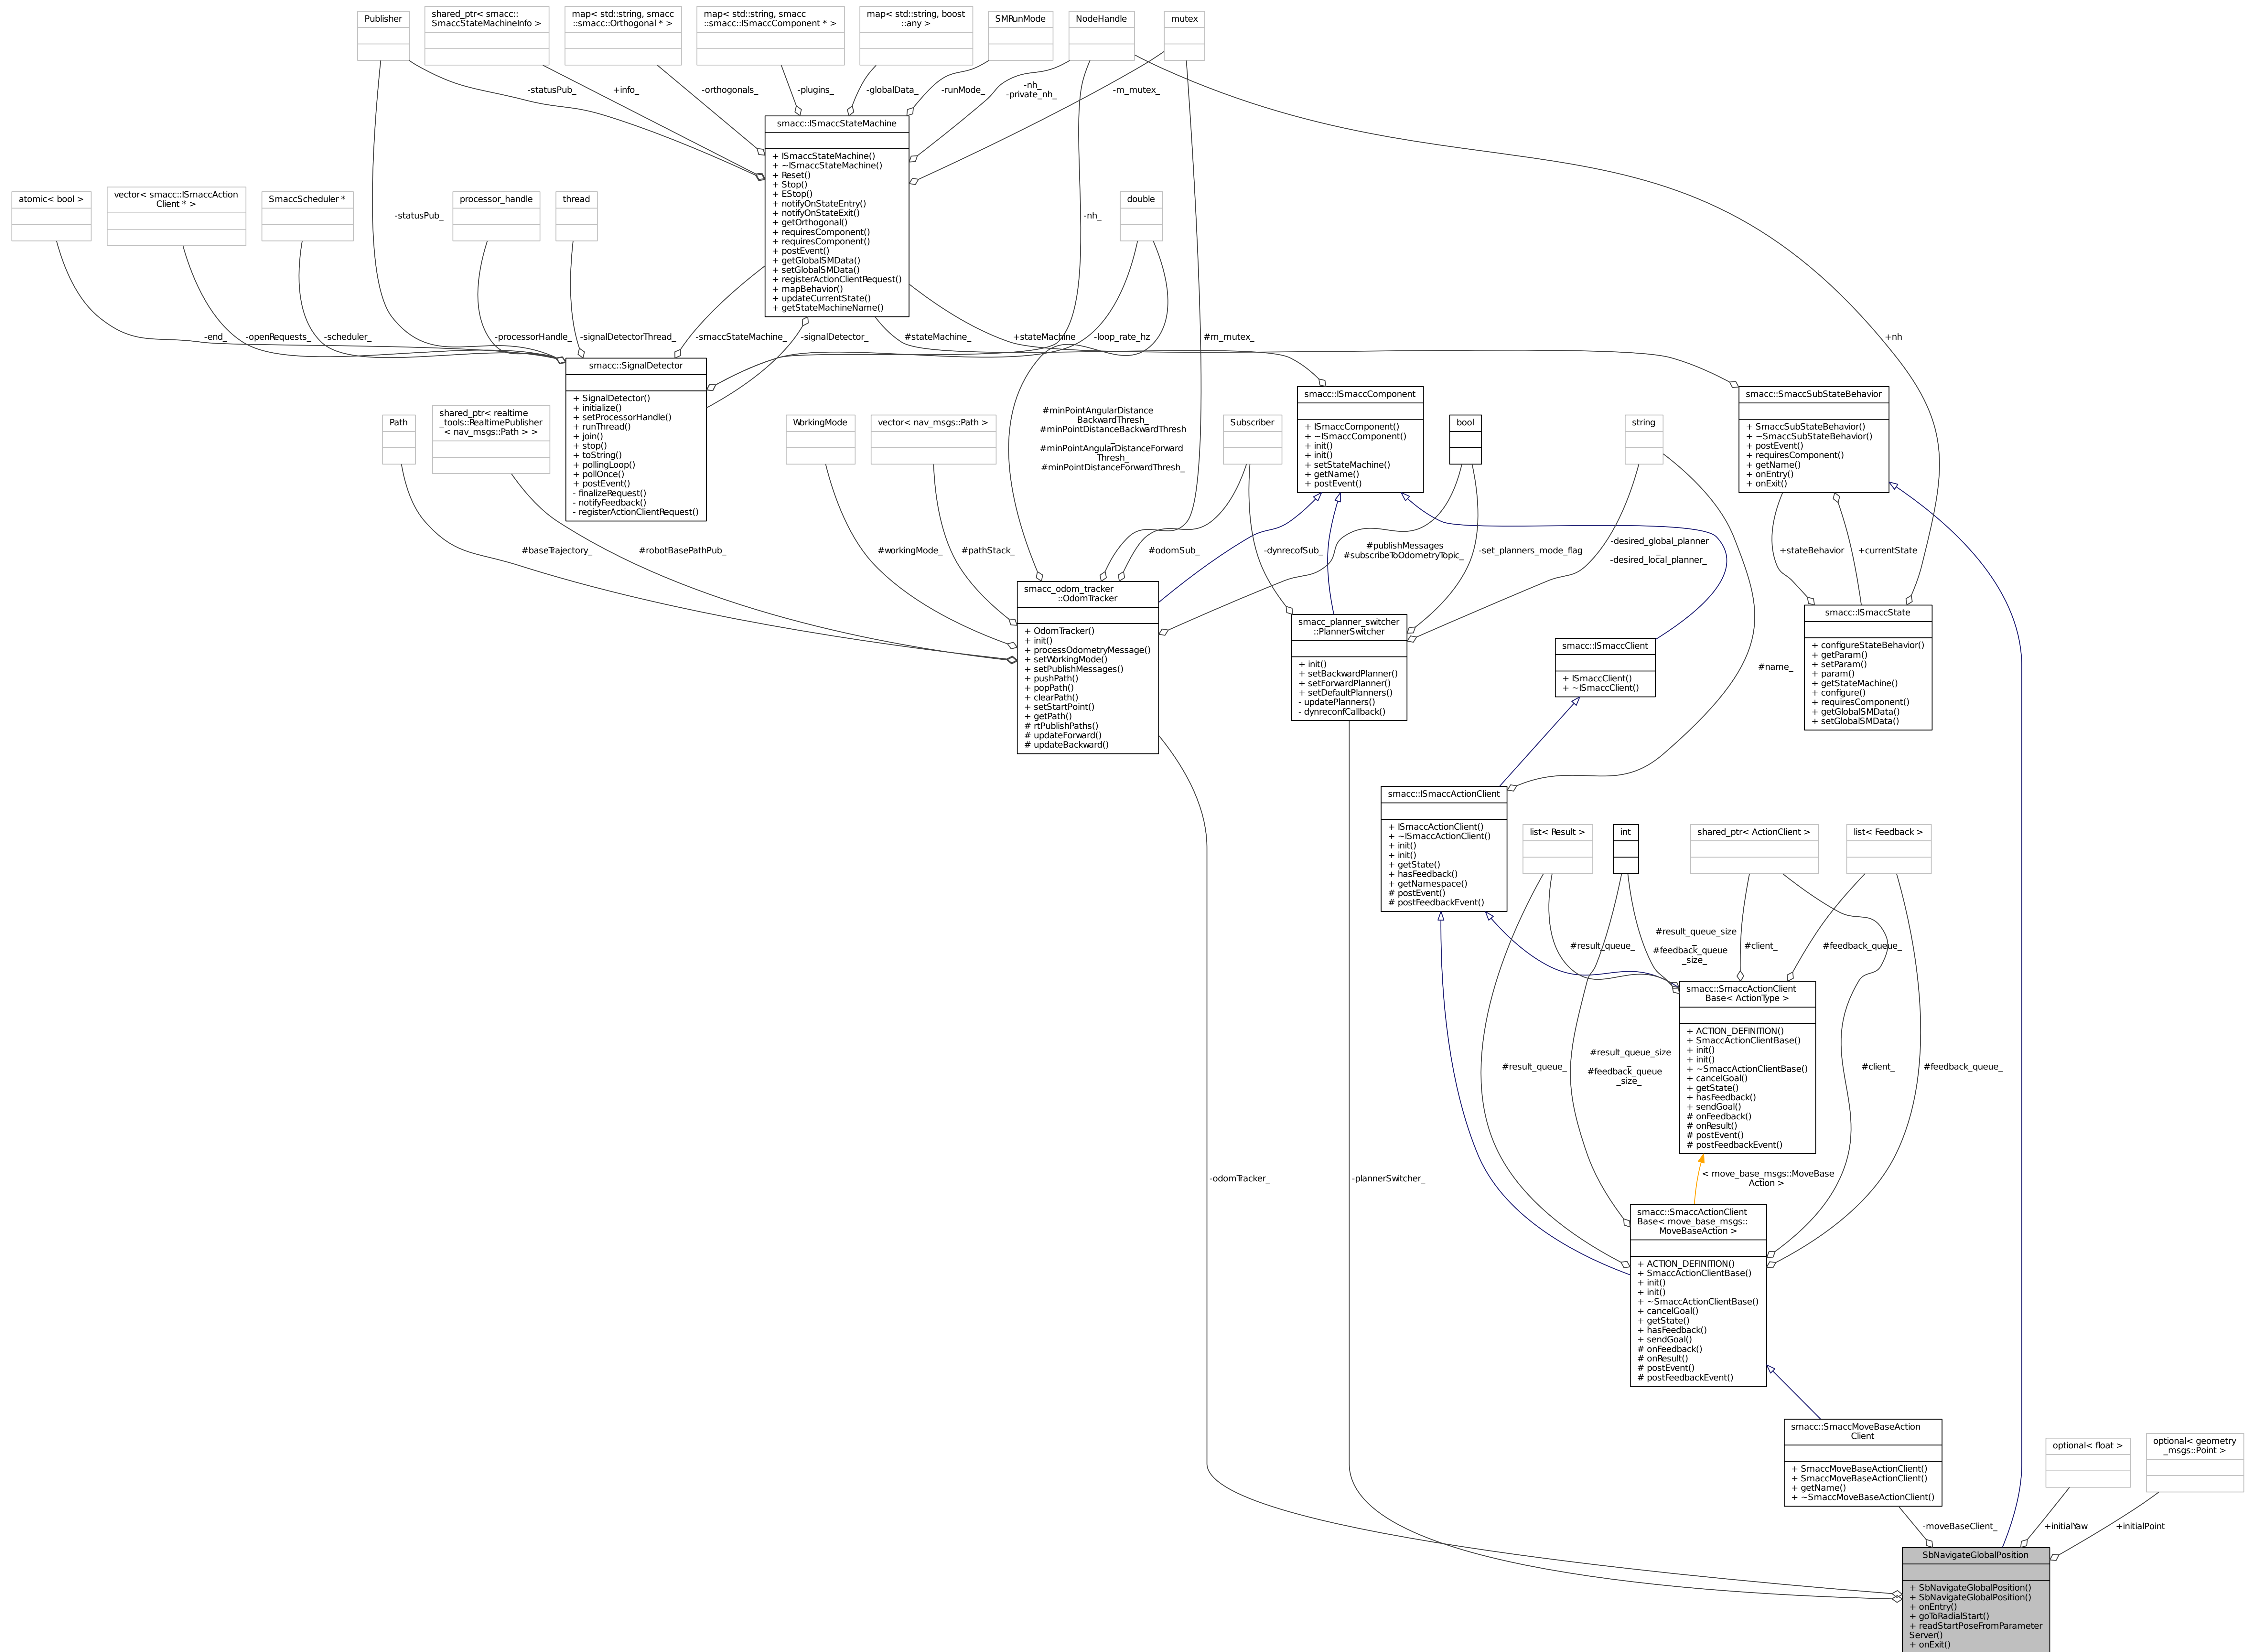 Publisher
shared_ptr< smacc::
SmaccStateMachineInfo >
map< std::string, smacc
::smacc::Orthogonal * >
map< std::string, smacc
::smacc::ISmaccComponent * >
map< std::string, boost
::any >
SMRunMode
NodeHandle
mutex
-statusPub_
+info_
-orthogonals_
-plugins_
-globalData_
-runMode_
-nh_
-private_nh_
-m_mutex_
smacc::ISmaccStateMachine
+ ISmaccStateMachine()
+ ~ISmaccStateMachine()
+ Reset()
+ Stop()
+ EStop()
+ notifyOnStateEntry()
+ notifyOnStateExit()
+ getOrthogonal()
+ requiresComponent()
+ requiresComponent()
+ postEvent()
+ getGlobalSMData()
+ setGlobalSMData()
+ registerActionClientRequest()
+ mapBehavior()
+ updateCurrentState()
+ getStateMachineName()
atomic< bool >
vector< smacc::ISmaccAction
Client * >
SmaccScheduler *
processor_handle
thread
double
-statusPub_
-nh_
-end_
-openRequests_
-scheduler_
-processorHandle_
-signalDetectorThread_
-smaccStateMachine_
-signalDetector_
#stateMachine_
+stateMachine
-loop_rate_hz
#m_mutex_
+nh
smacc::SignalDetector
+ SignalDetector()
+ initialize()
+ setProcessorHandle()
+ runThread()
+ join()
+ stop()
+ toString()
+ pollingLoop()
+ pollOnce()
+ postEvent()
- finalizeRequest()
- notifyFeedback()
- registerActionClientRequest()
smacc::ISmaccComponent
+ ISmaccComponent()
+ ~ISmaccComponent()
+ init()
+ init()
+ setStateMachine()
+ getName()
+ postEvent()
smacc::SmaccSubStateBehavior
+ SmaccSubStateBehavior()
+ ~SmaccSubStateBehavior()
+ postEvent()
+ requiresComponent()
+ getName()
+ onEntry()
+ onExit()
Path
shared_ptr< realtime
_tools::RealtimePublisher
< nav_msgs::Path > >
WorkingMode
vector< nav_msgs::Path >
#minPointAngularDistance
BackwardThresh_
#minPointDistanceBackwardThresh
_
#minPointAngularDistanceForward
Thresh_
#minPointDistanceForwardThresh_
Subscriber
bool
string
#baseTrajectory_
#robotBasePathPub_
#workingMode_
#pathStack_
#odomSub_
-dynrecofSub_
#publishMessages
#subscribeToOdometryTopic_
-set_planners_mode_flag
-desired_global_planner
_
-desired_local_planner_
+stateBehavior
+currentState
smacc_odom_tracker
::OdomTracker
+ OdomTracker()
+ init()
+ processOdometryMessage()
+ setWorkingMode()
+ setPublishMessages()
+ pushPath()
+ popPath()
+ clearPath()
+ setStartPoint()
+ getPath()
# rtPublishPaths()
# updateForward()
# updateBackward()
smacc_planner_switcher
::PlannerSwitcher
+ init()
+ setBackwardPlanner()
+ setForwardPlanner()
+ setDefaultPlanners()
- updatePlanners()
- dynreconfCallback()
smacc::ISmaccClient
+ ISmaccClient()
+ ~ISmaccClient()
#name_
smacc::ISmaccState
+ configureStateBehavior()
+ getParam()
+ setParam()
+ param()
+ getStateMachine()
+ configure()
+ requiresComponent()
+ getGlobalSMData()
+ setGlobalSMData()
smacc::ISmaccActionClient
+ ISmaccActionClient()
+ ~ISmaccActionClient()
+ init()
+ init()
+ getState()
+ hasFeedback()
+ getNamespace()
# postEvent()
# postFeedbackEvent()
list< Result >
int
shared_ptr< ActionClient >
list< Feedback >
#result_queue_
#result_queue_size
_
#feedback_queue
_size_
#client_
#feedback_queue_
smacc::SmaccActionClient
Base< ActionType >
+ ACTION_DEFINITION()
+ SmaccActionClientBase()
+ init()
+ init()
+ ~SmaccActionClientBase()
+ cancelGoal()
+ getState()
+ hasFeedback()
+ sendGoal()
# onFeedback()
# onResult()
# postEvent()
# postFeedbackEvent()
#result_queue_
#result_queue_size
_
#feedback_queue
_size_
#client_
#feedback_queue_
-odomTracker_
-plannerSwitcher_
< move_base_msgs::MoveBase
Action >
smacc::SmaccActionClient
Base< move_base_msgs::
MoveBaseAction >
+ ACTION_DEFINITION()
+ SmaccActionClientBase()
+ init()
+ init()
+ ~SmaccActionClientBase()
+ cancelGoal()
+ getState()
+ hasFeedback()
+ sendGoal()
# onFeedback()
# onResult()
# postEvent()
# postFeedbackEvent()
smacc::SmaccMoveBaseAction
Client
+ SmaccMoveBaseActionClient()
+ SmaccMoveBaseActionClient()
+ getName()
+ ~SmaccMoveBaseActionClient()
optional< float >
optional< geometry
_msgs::Point >
-moveBaseClient_
+initialYaw
+initialPoint
SbNavigateGlobalPosition
+ SbNavigateGlobalPosition()
+ SbNavigateGlobalPosition()
+ onEntry()
+ goToRadialStart()
+ readStartPoseFromParameter
Server()
+ onExit()